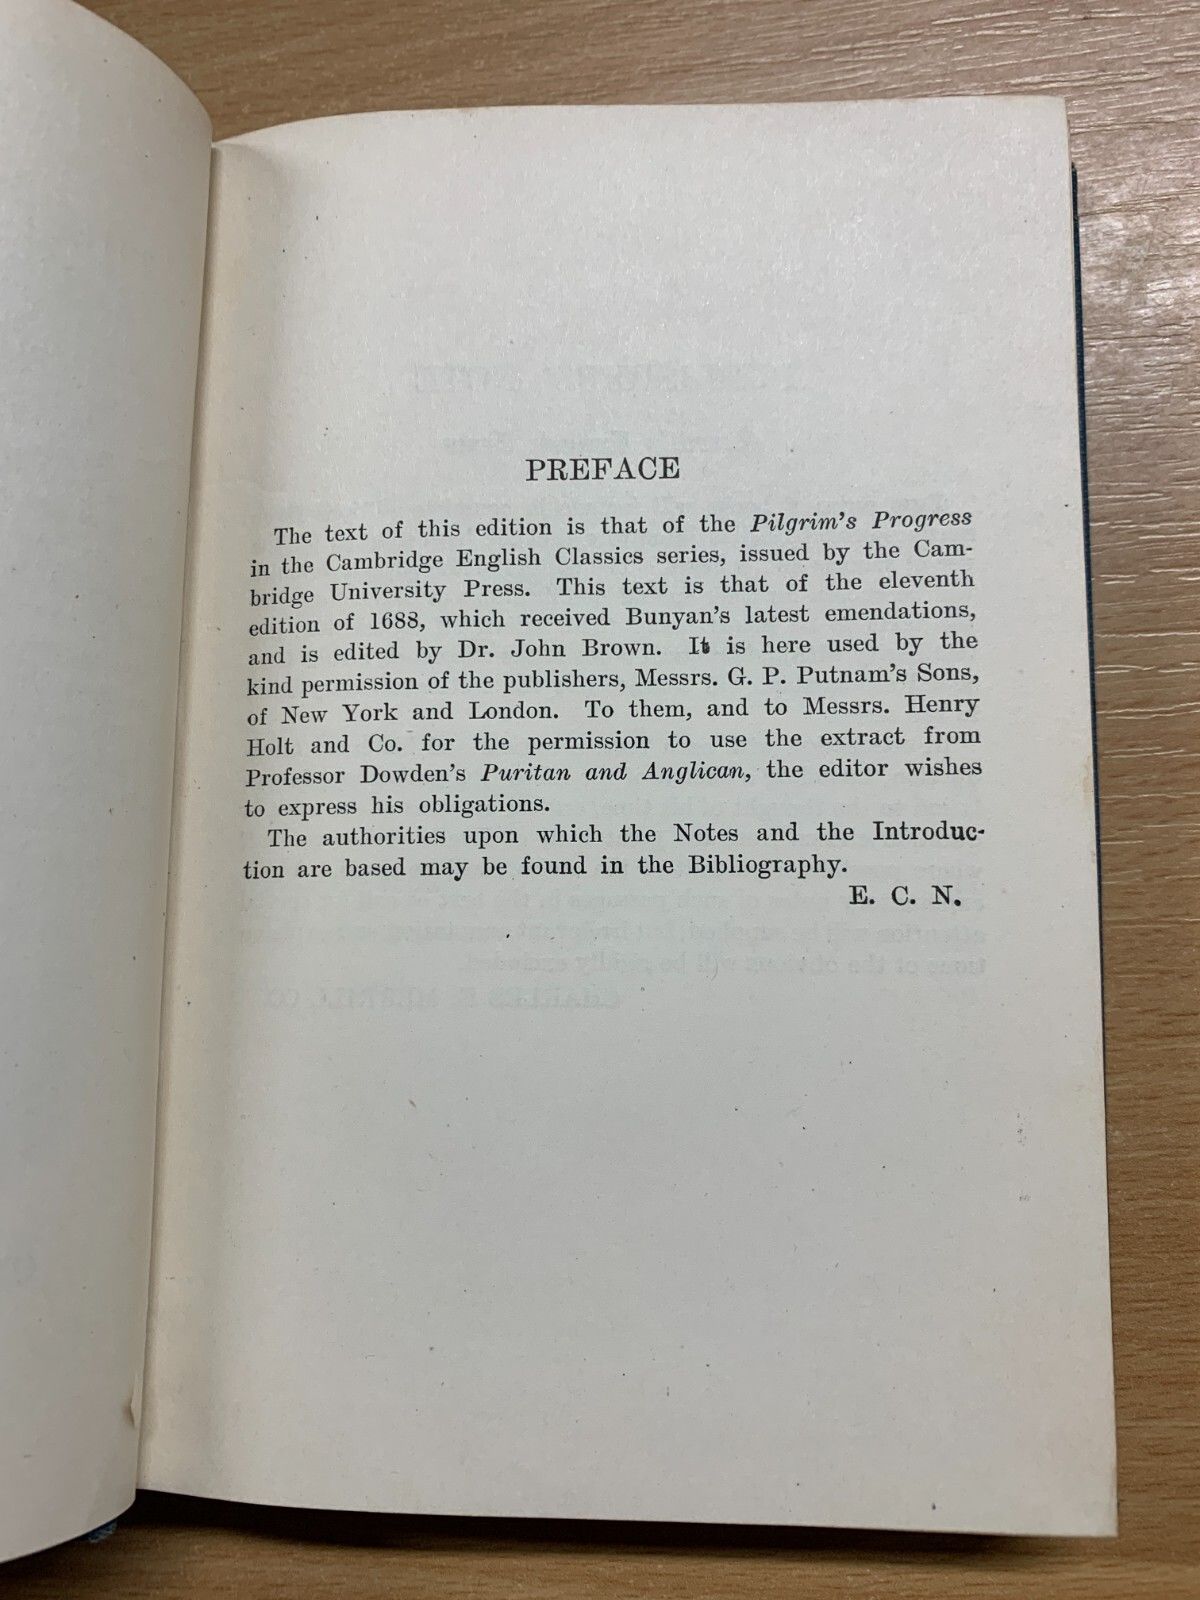 PREFACE
The text of this edition is that of the Pilgrim's Progress
in the Cambridge English Classics series, issued by the Cam-
bridge University Press. This text is that of the eleventh
edition of 1688, which received Bunyan's latest emendations,
and is edited by Dr. John Brown. It is here used by the
kind permission of the publishers, Messrs. G. P. Putnam's Sons,
of New York and London. To them, and to Messrs. Henry
Holt and Co. for the permission to use the extract from
Professor Dowden's Puritan and Anglican, the editor wishes
to express his obligations.
The authorities upon which the Notes and the Introduc-
tion are based may be found in the Bibliography.
E. C. N.